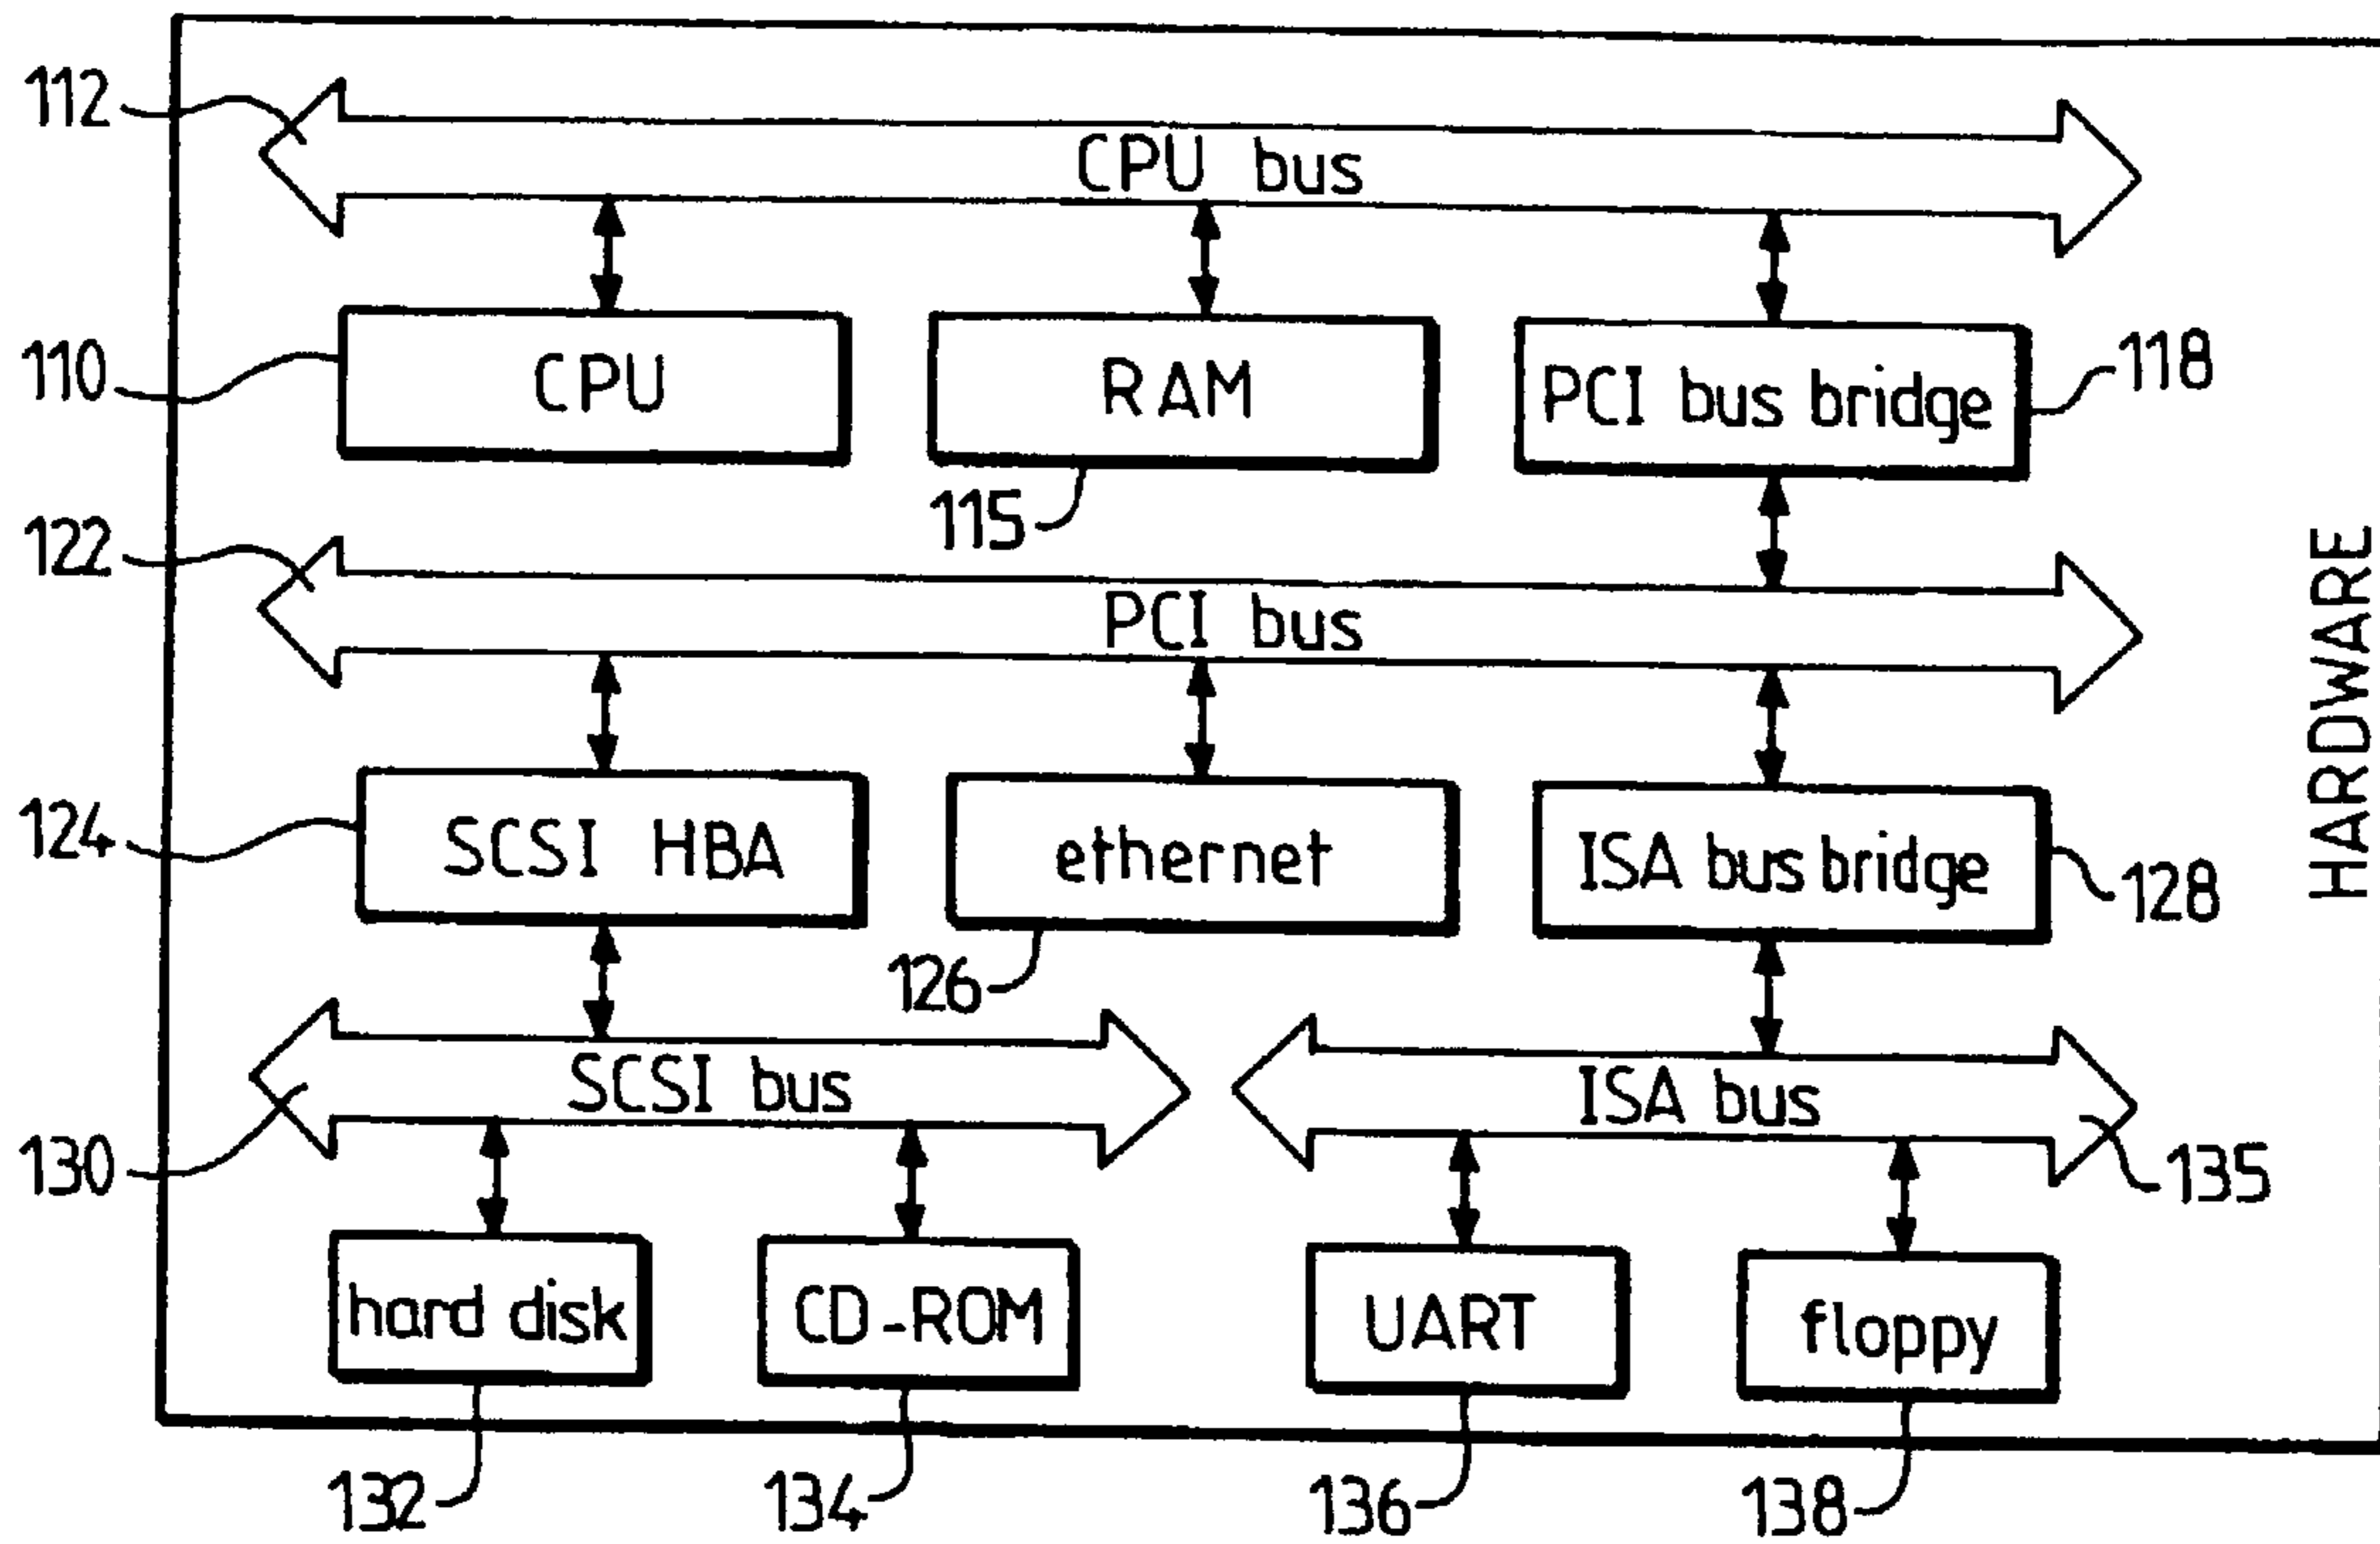 112
CPU bus
110
CPU
RAM
PCI bus bridge
118
115
122
PCI bus
HARDWARE
124
SCSI HBA
ethernet
ISA bus bridge
128
126
SCSI bus
ISA bus
130
135
hard disk
CD-ROM
UART
floppy
132
134
136
138